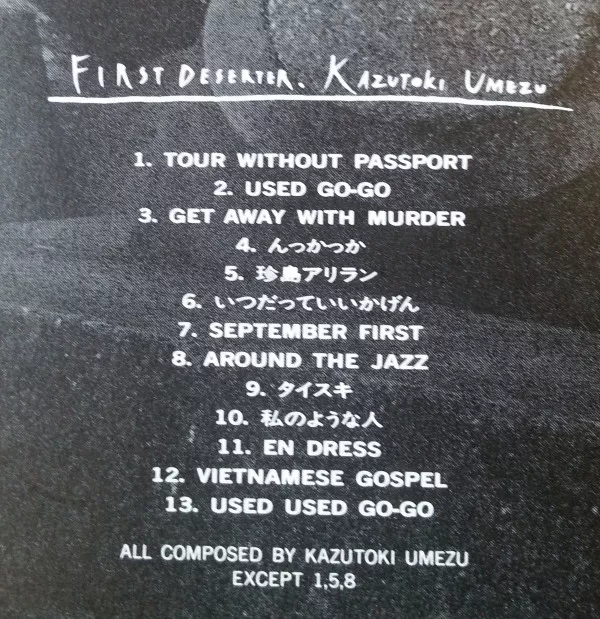 FIRST DESERTER. KAZUTOKI UMEZU
1. TOUR WITHOUT PASSPORT
2. USED GO-GO
3. GET AWAY WITH MURDER
4. んっかっか
5. 珍島アリラン
6. いつだっていいかげん
7. SEPTEMBER FIRST
8. AROUND THE JAZZ
9. タイスキ
10. 私のような人
11. EN DRESS
12. VIETNAMESE GOSPEL
13. USED USED GO-GO
ALL COMPOSED BY KAZUTOKI UMEZU
EXCEPT 1,5,8